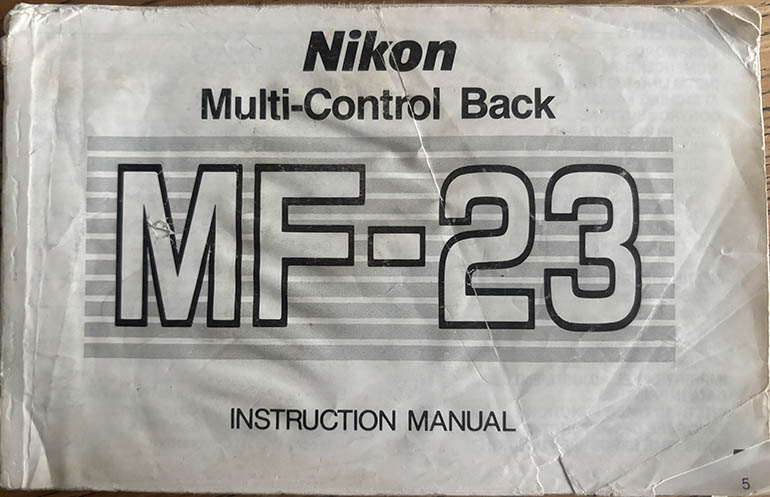 Nikon
Multi-Control Back
MF-23
INSTRUCTION MANUAL
5